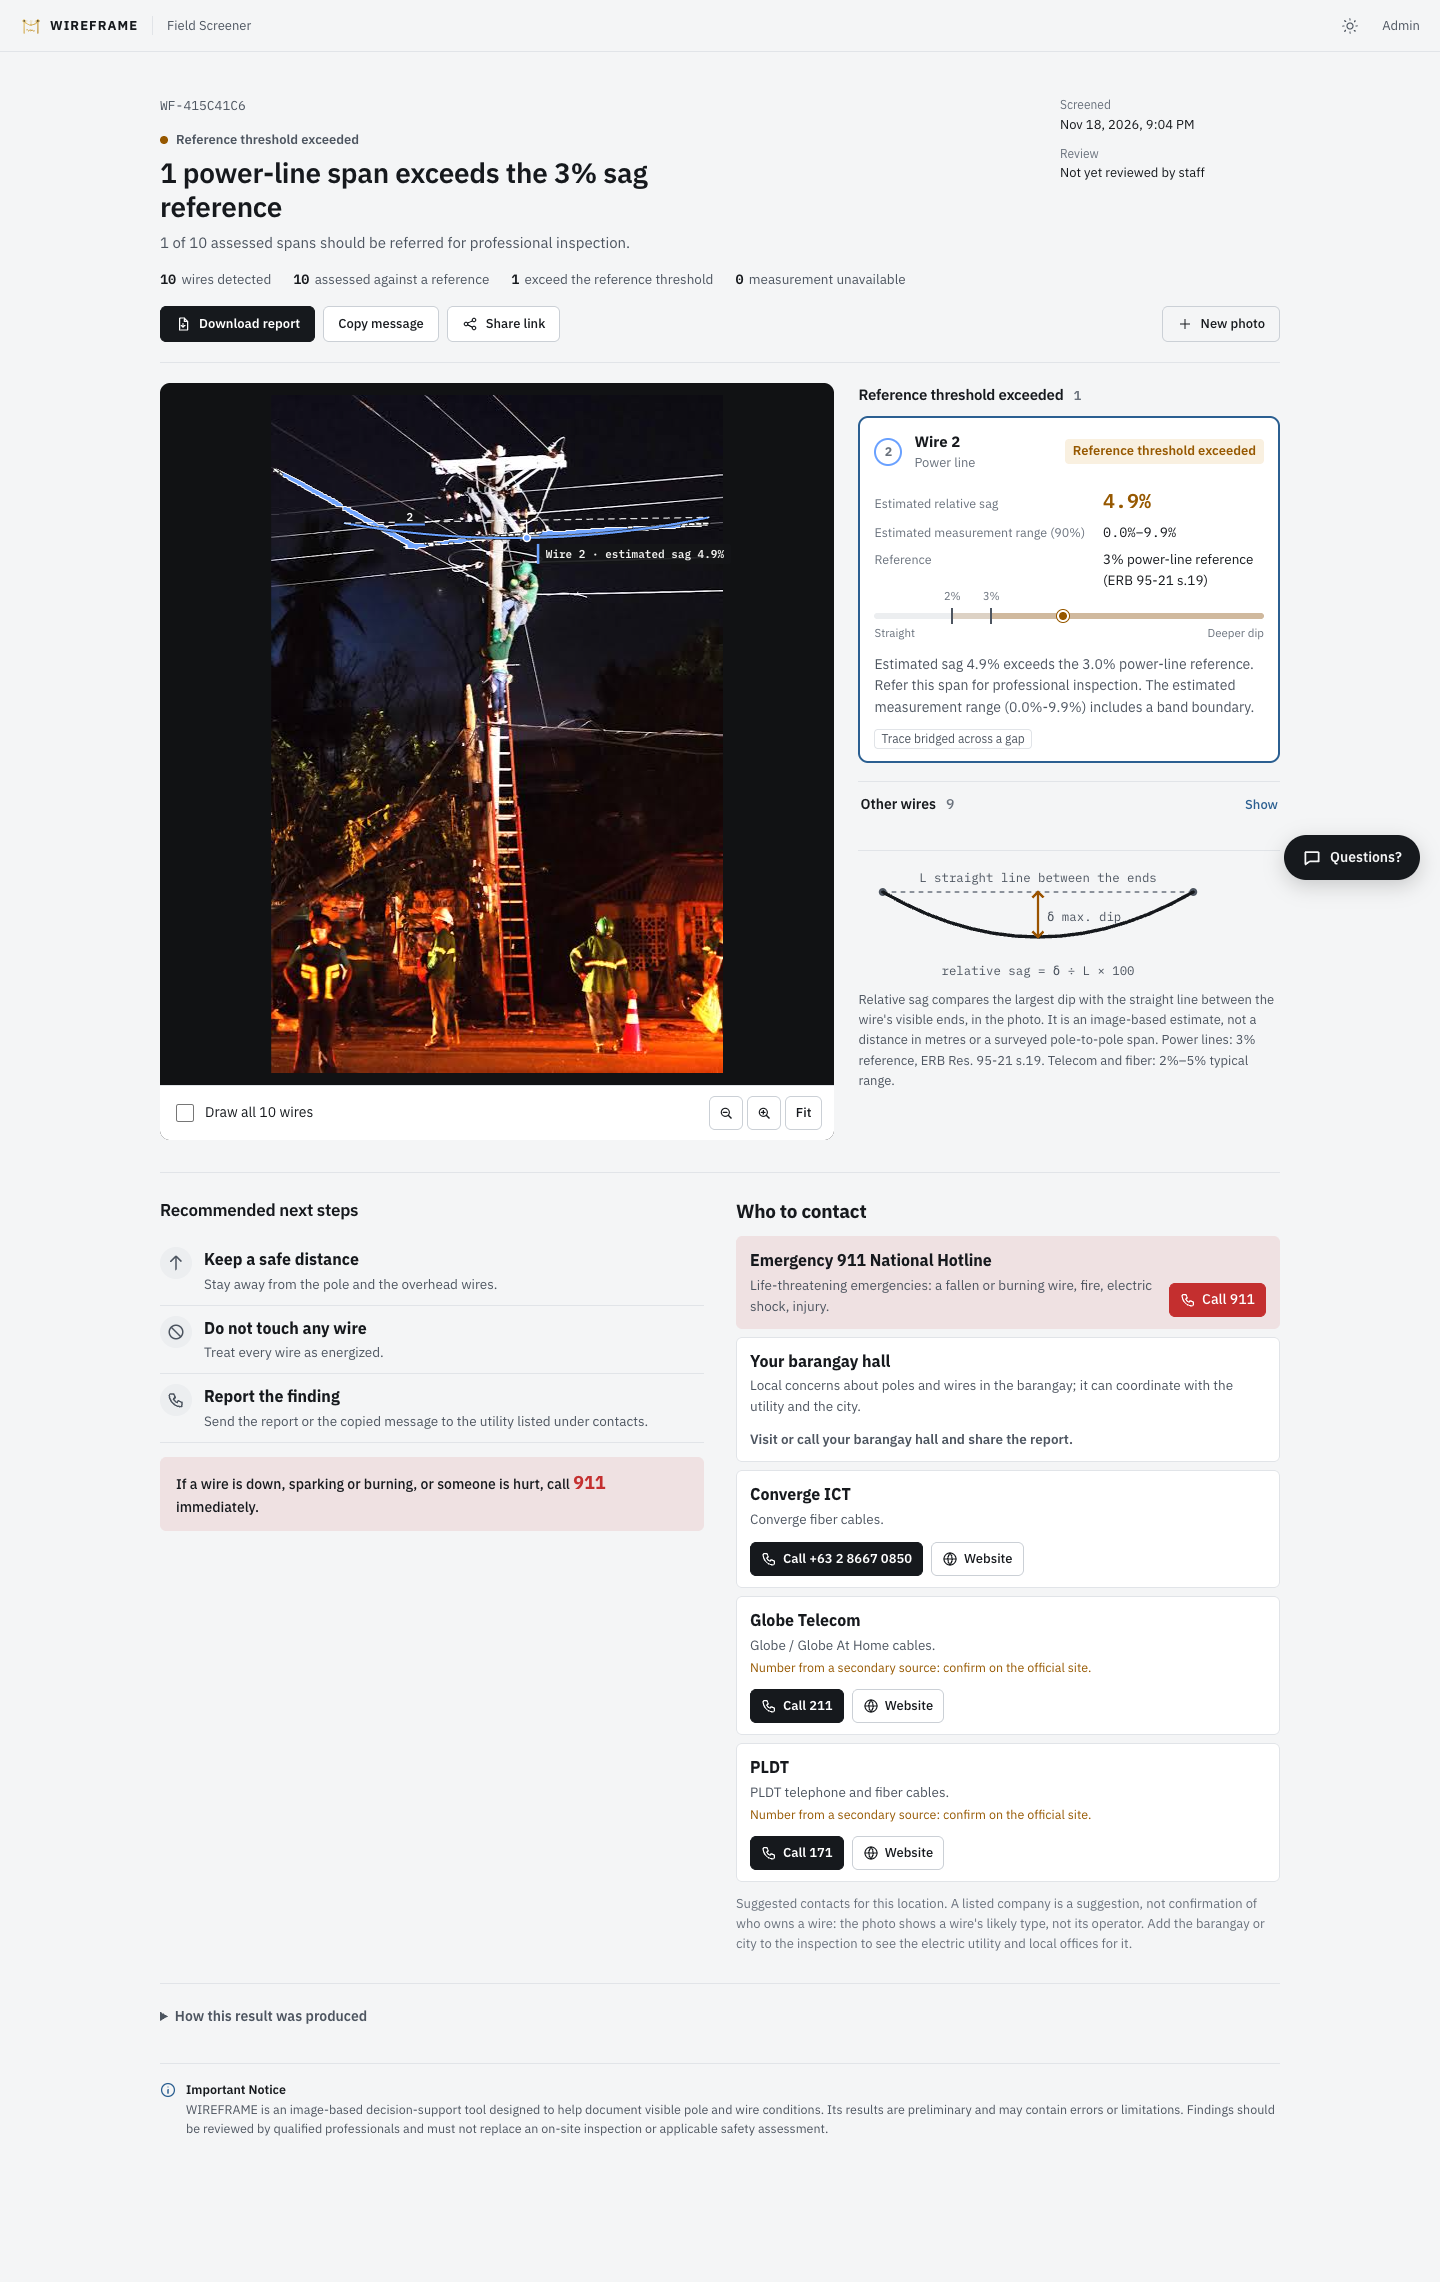 WIREFRAME
Field Screener
Admin
WF-415C41C6
Reference threshold exceeded
1 power-line span exceeds the 3% sag
reference
1 of 10 assessed spans should be referred for professional inspection.
10 wires detected
10 assessed against a reference
1 exceed the reference threshold
0 measurement unavailable
Screened
Nov 18, 2026, 9:04 PM
Review
Not yet reviewed by staff
Download report
Copy message
Share link
New photo
2
Wire 2 · estimated sag 4.9%
Draw all 10 wires
Fit
Reference threshold exceeded 1
2
Wire 2
Power line
Reference threshold exceeded
Estimated relative sag 4.9%
Estimated measurement range (90%) 0.0%–9.9%
Reference 3% power-line reference
(ERB 95-21 s.19)
2% 3%
Straight Deeper dip
Estimated sag 4.9% exceeds the 3.0% power-line reference.
Refer this span for professional inspection. The estimated
measurement range (0.0%-9.9%) includes a band boundary.
Trace bridged across a gap
Other wires 9
Show
Questions?
L straight line between the ends
δ max. dip
relative sag = δ ÷ L × 100
Relative sag compares the largest dip with the straight line between the
wire's visible ends, in the photo. It is an image-based estimate, not a
distance in metres or a surveyed pole-to-pole span. Power lines: 3%
reference, ERB Res. 95-21 s.19. Telecom and fiber: 2%–5% typical
range.
Recommended next steps
Keep a safe distance
Stay away from the pole and the overhead wires.
Do not touch any wire
Treat every wire as energized.
Report the finding
Send the report or the copied message to the utility listed under contacts.
If a wire is down, sparking or burning, or someone is hurt, call 911
immediately.
Who to contact
Emergency 911 National Hotline
Life-threatening emergencies: a fallen or burning wire, fire, electric
shock, injury.
Call 911
Your barangay hall
Local concerns about poles and wires in the barangay; it can coordinate with the
utility and the city.
Visit or call your barangay hall and share the report.
Converge ICT
Converge fiber cables.
Call +63 2 8667 0850
Website
Globe Telecom
Globe / Globe At Home cables.
Number from a secondary source: confirm on the official site.
Call 211
Website
PLDT
PLDT telephone and fiber cables.
Number from a secondary source: confirm on the official site.
Call 171
Website
Suggested contacts for this location. A listed company is a suggestion, not confirmation of
who owns a wire: the photo shows a wire's likely type, not its operator. Add the barangay or
city to the inspection to see the electric utility and local offices for it.
How this result was produced
Important Notice
WIREFRAME is an image-based decision-support tool designed to help document visible pole and wire conditions. Its results are preliminary and may contain errors or limitations. Findings should
be reviewed by qualified professionals and must not replace an on-site inspection or applicable safety assessment.